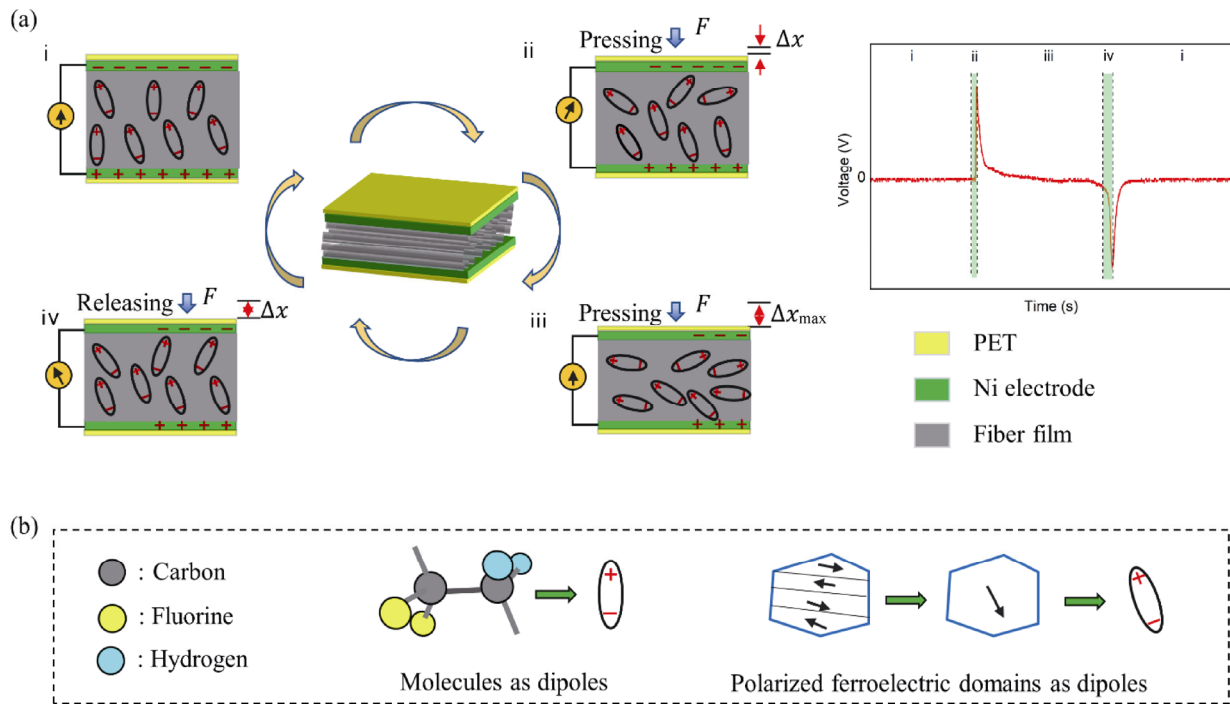 (a)
i
− − − − − − −
+ + + + + + +
ii
Pressing F
Δx
− − − −
+ + + +
i ii iii iv i
Voltage (V)
0
Time (s)
iv
Releasing F
Δx
− − − −
+ + + +
iii
Pressing F
Δxmax
− − −
+ + +
PET
Ni electrode
Fiber film
(b)
: Carbon
: Fluorine
: Hydrogen
+
−
+
−
Molecules as dipoles
Polarized ferroelectric domains as dipoles